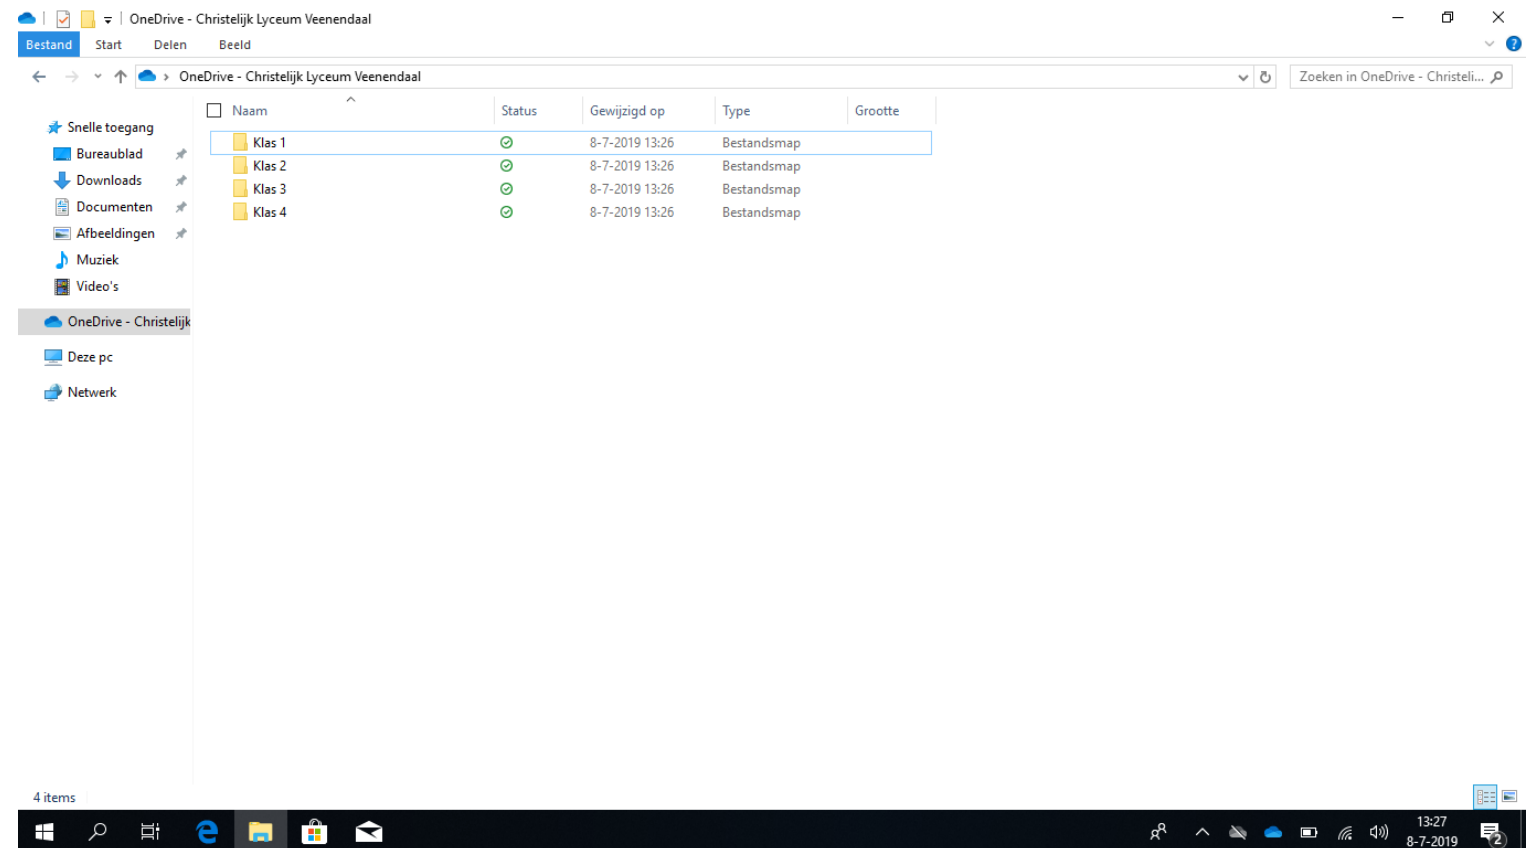 OneDrive - Christelijk Lyceum Veenendaal
Bestand Start Delen Beeld
OneDrive - Christelijk Lyceum Veenendaal
Zoeken in OneDrive - Christeli...
Naam Status Gewijzigd op Type Grootte
Snelle toegang
Bureaublad
Downloads
Documenten
Afbeeldingen
Muziek
Video's
OneDrive - Christelijk
Deze pc
Netwerk
Klas 1 8-7-2019 13:26 Bestandsmap
Klas 2 8-7-2019 13:26 Bestandsmap
Klas 3 8-7-2019 13:26 Bestandsmap
Klas 4 8-7-2019 13:26 Bestandsmap
4 items
13:27
8-7-2019
2